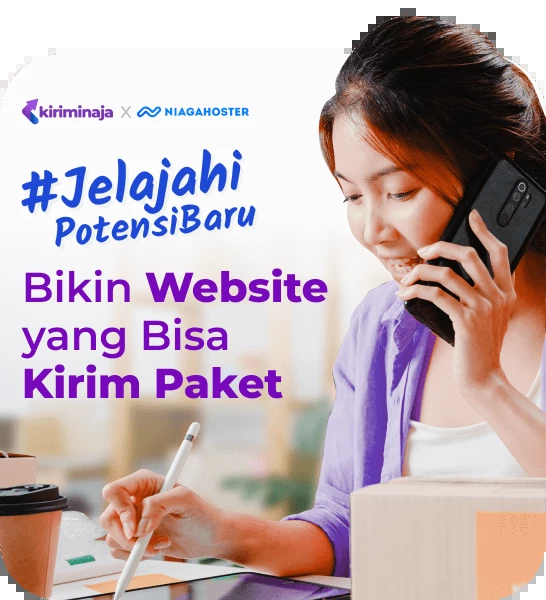 kiriminaja X NIAGAHOSTER
#Jelajahi
PotensiBaru
Bikin Website
yang Bisa
Kirim Paket